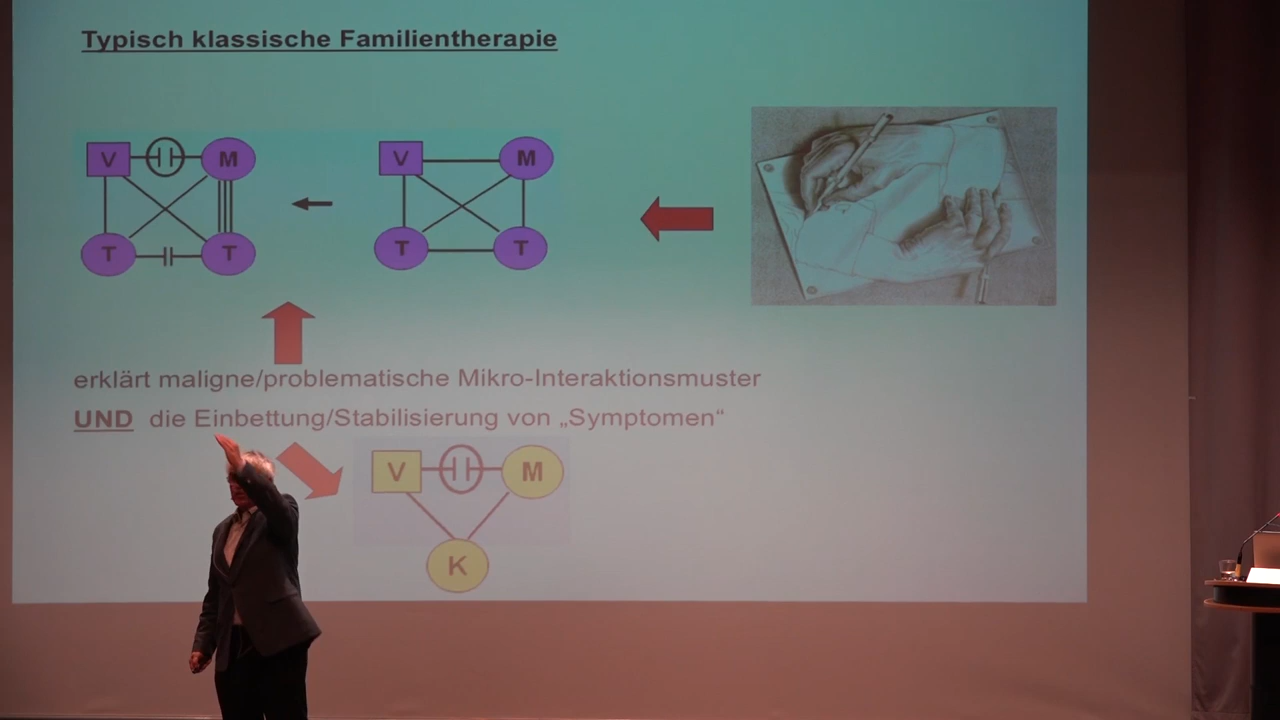 Typisch klassische Familientherapie
V M V M
T T T T
erklärt maligne/problematische Mikro-Interaktionsmuster
UND die Einbettung/Stabilisierung von „Symptomen“
V M
K